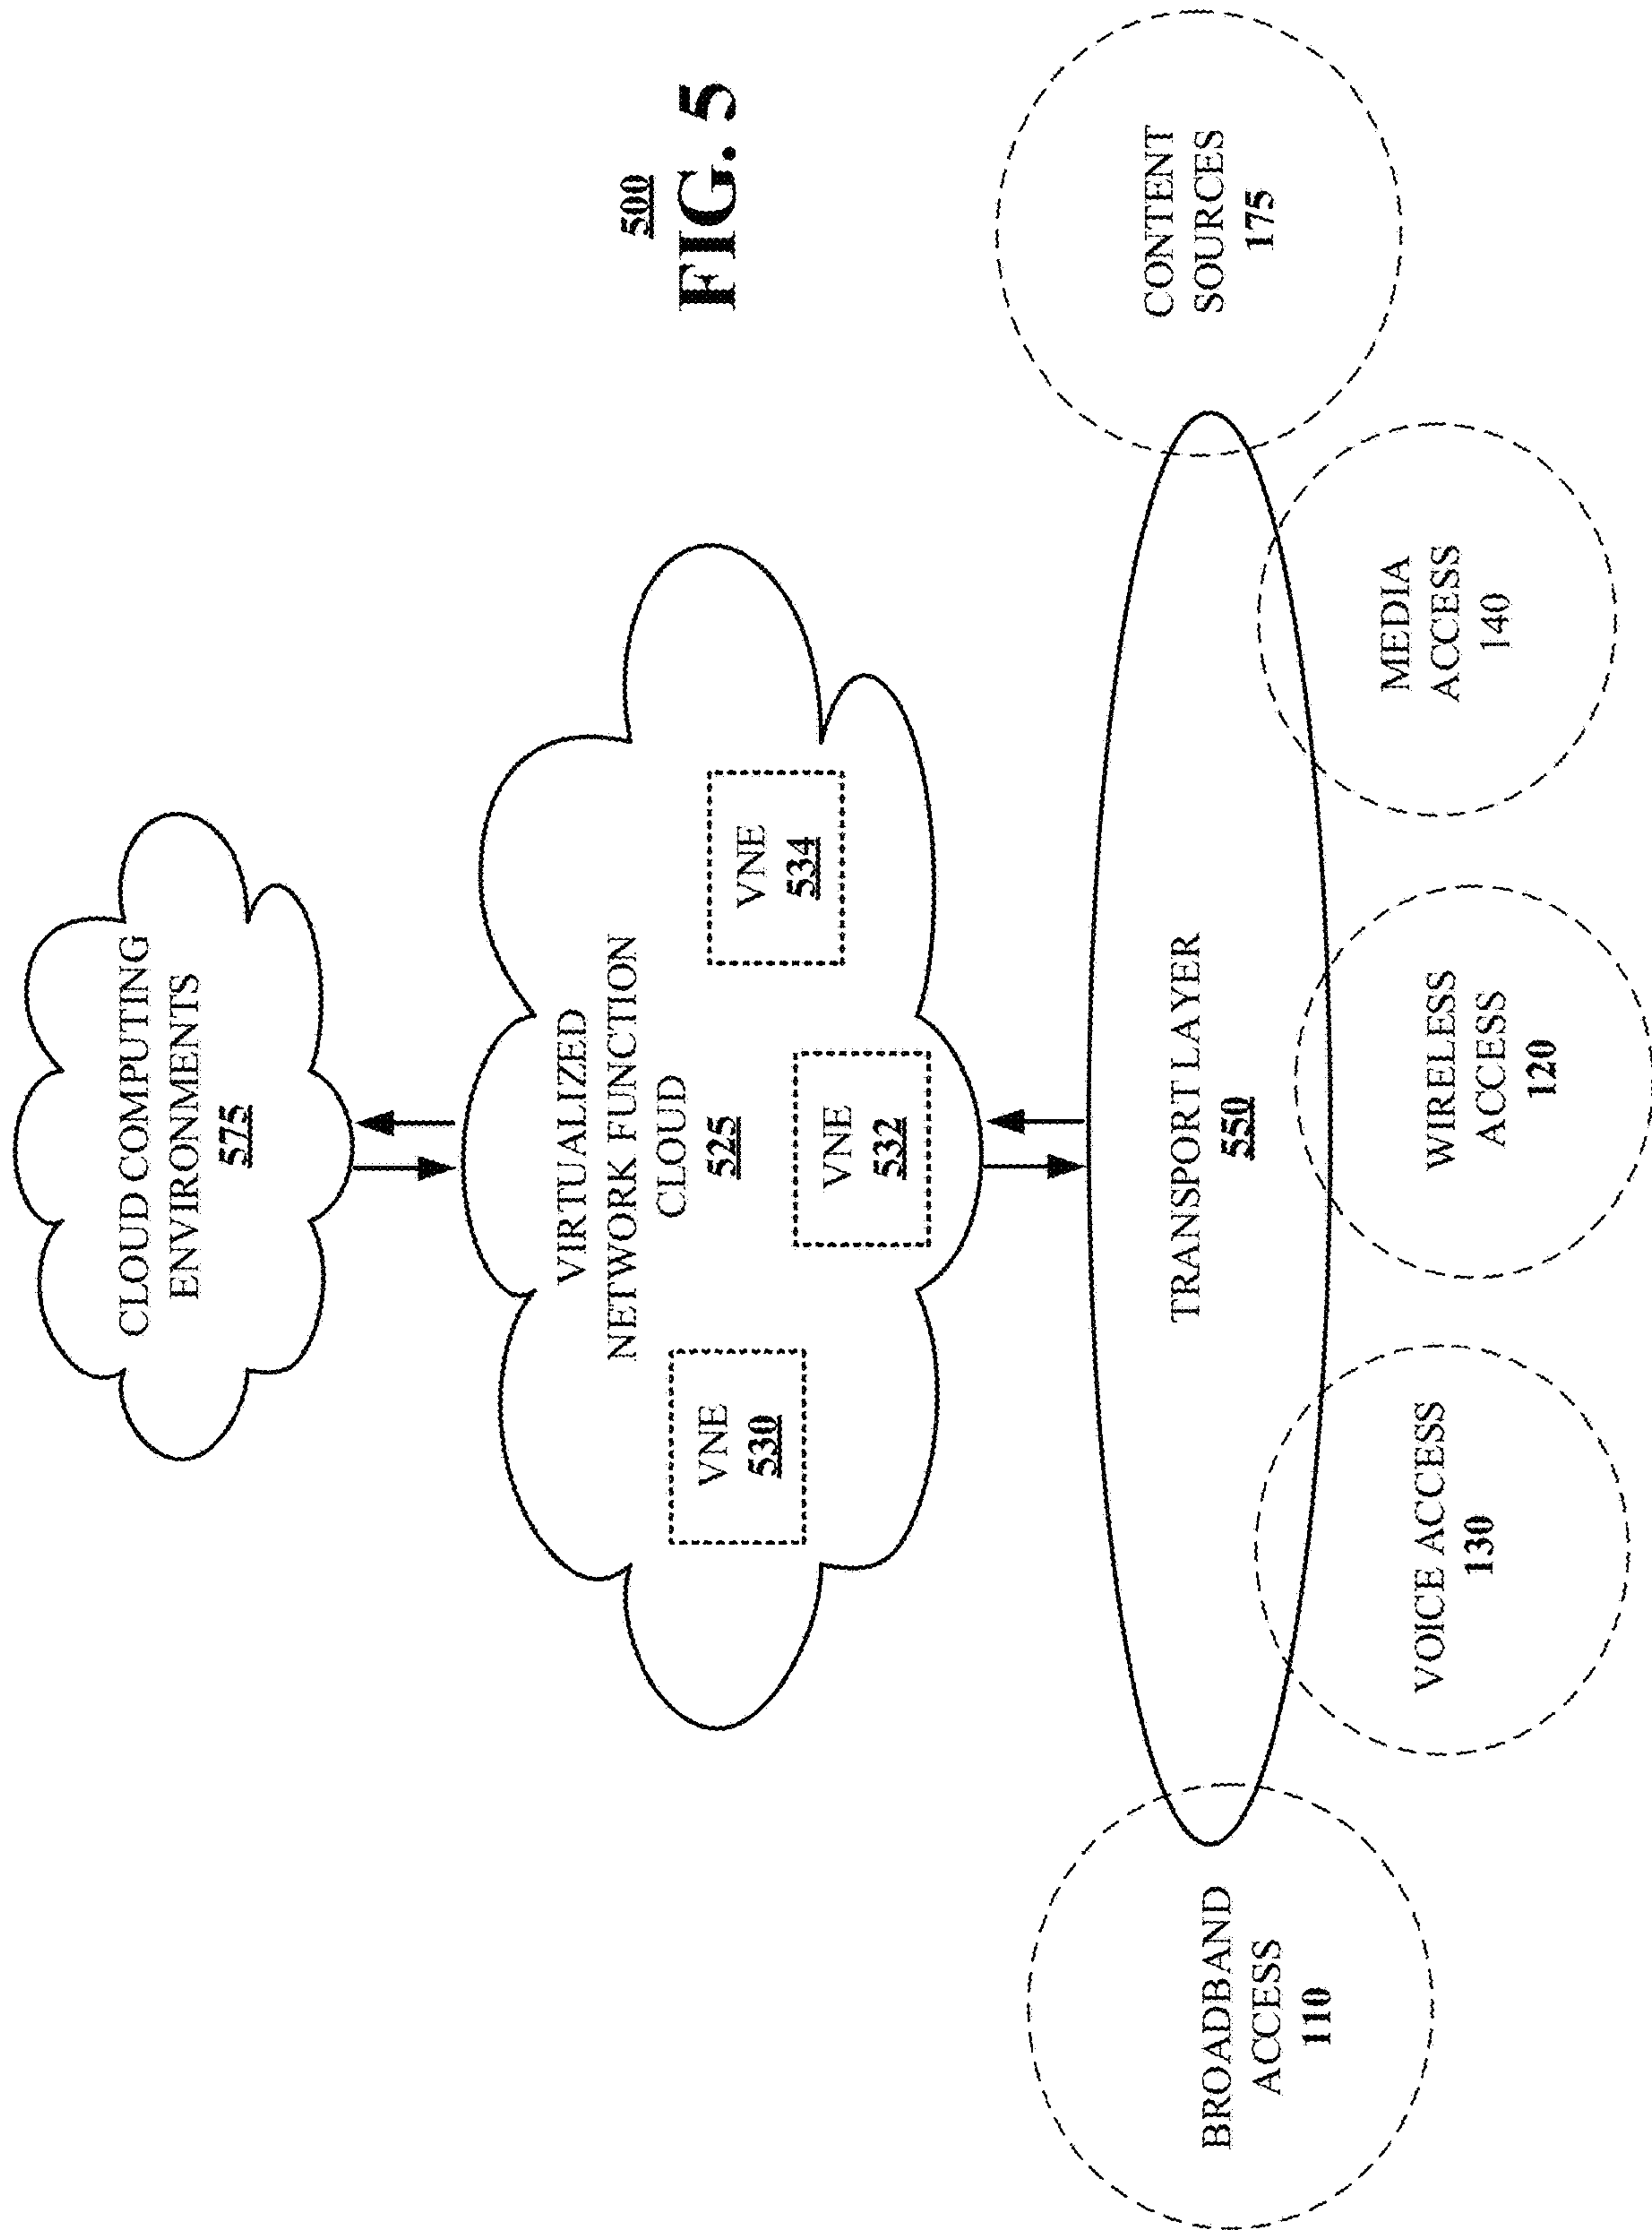 CLOUD COMPUTING
ENVIRONMENTS
575
VIRTUALIZED
NETWORK FUNCTION
CLOUD
525
VNE
530
VNE
532
VNE
534
500
FIG. 5
TRANSPORT LAYER
550
BROADBAND
ACCESS
110
VOICE ACCESS
130
WIRELESS
ACCESS
120
MEDIA
ACCESS
140
CONTENT
SOURCES
175